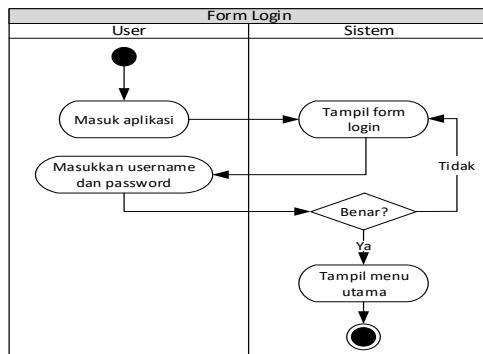 Form Login
User
Sistem
Masuk aplikasi
Tampil form
login
Masukkan username
dan password
Tidak
Benar?
Ya
Tampil menu
utama